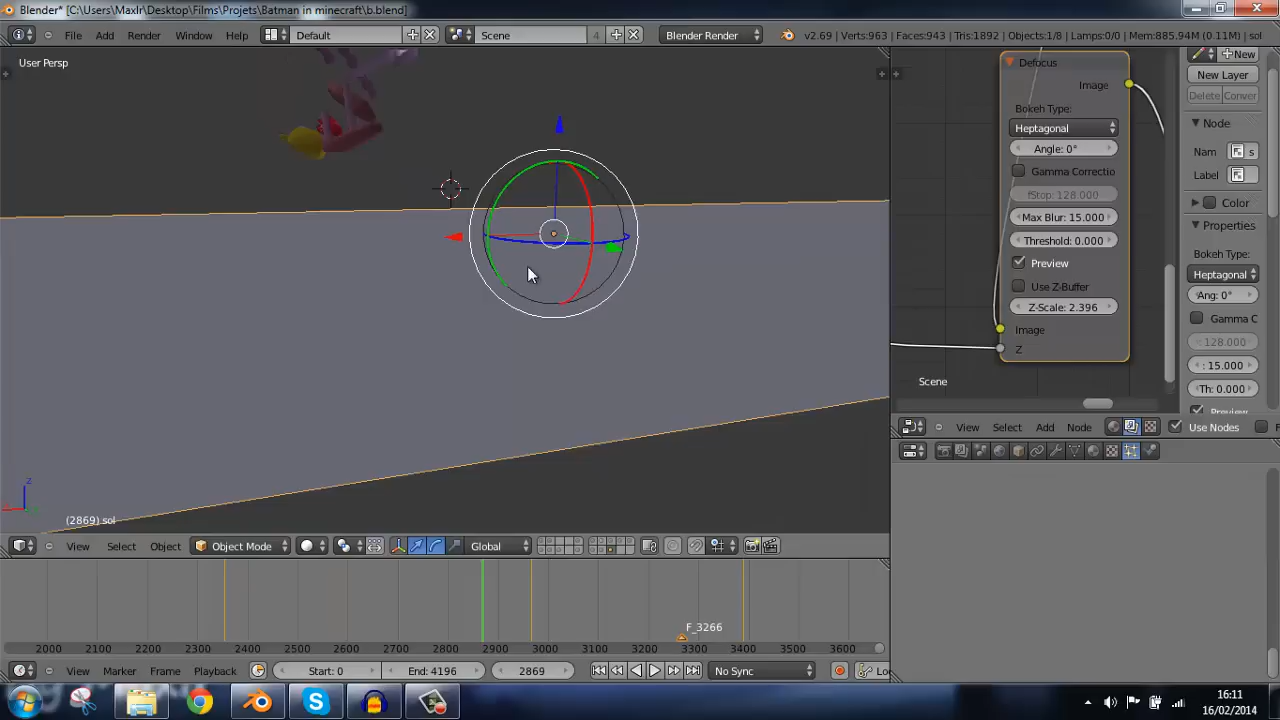 Blender* [C:\Users\Maxlr\Desktop\Films\Projets\Batman in minecraft\b.blend]
File Add Render Window Help Default Scene 4 Blender Render v2.69 | Verts:963 | Faces:943 | Tris:1892 | Objects:1/8 | Lamps:0/0 | Mem:885.94M (0.11M) | sol
User Persp
Defocus
Image
Bokeh Type:
Heptagonal
Angle: 0°
Gamma Correctio
fStop: 128.000
Max Blur: 15.000
Threshold: 0.000
Preview
Use Z-Buffer
Z-Scale: 2.396
Image
Z
Scene
New
New Layer
Delete Conver
Node
Nam s
Label
Color
Properties
Bokeh Type:
Heptagonal
Ang: 0°
Gamma C
: 128.000
: 15.000
Th: 0.000
Preview
View Select Add Node Use Nodes F
z
(2869) sol
View Select Object Object Mode Global
F_3266
2000 2100 2200 2300 2400 2500 2600 2700 2800 2900 3000 3100 3200 3300 3400 3500 3600
View Marker Frame Playback Start: 0 End: 4196 2869 No Sync Lo
16:11
16/02/2014